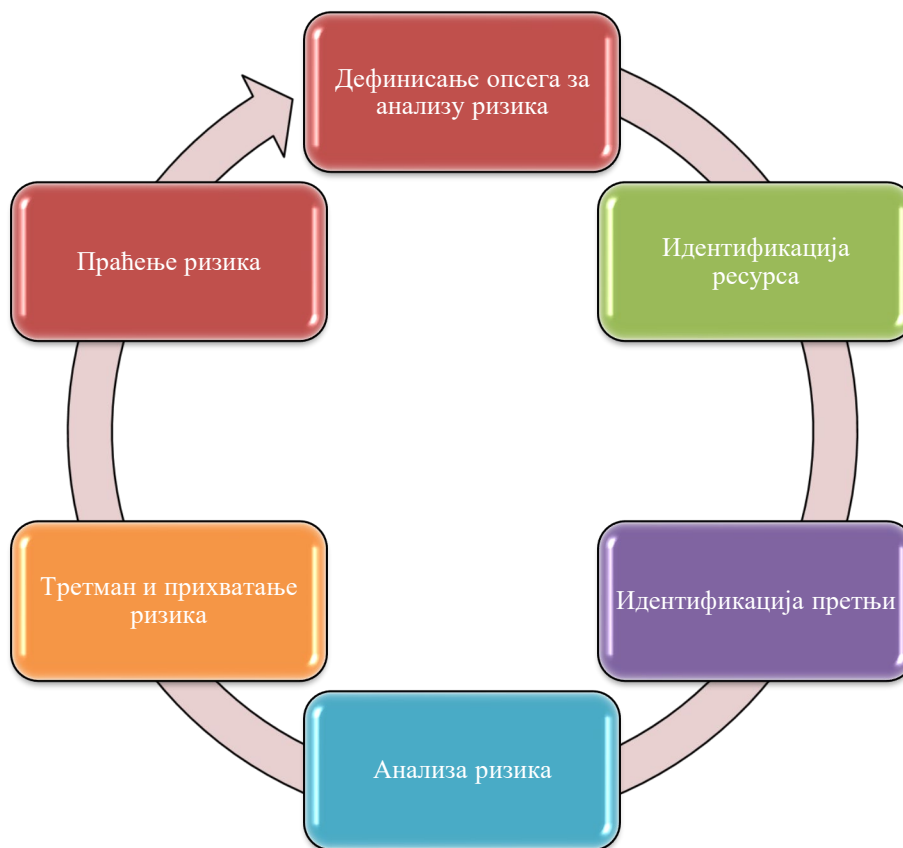 Дефинисање опсега за
анализу ризика
Идентификација
ресурса
Идентификација претњи
Анализа ризика
Третман и прихватање
ризика
Праћење ризика